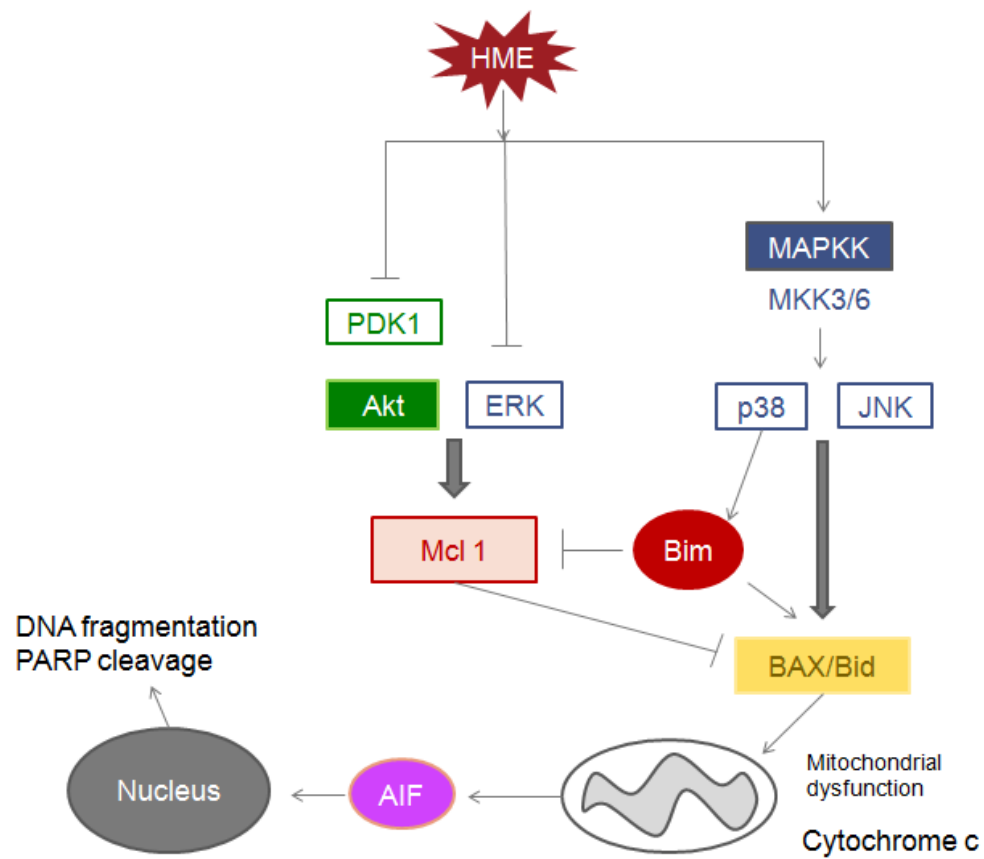 HME
MAPKK
MKK3/6
PDK1
Akt
ERK
p38
JNK
Mcl 1
Bim
DNA fragmentation
PARP cleavage
BAX/Bid
Mitochondrial
dysfunction
Nucleus
AIF
Cytochrome c